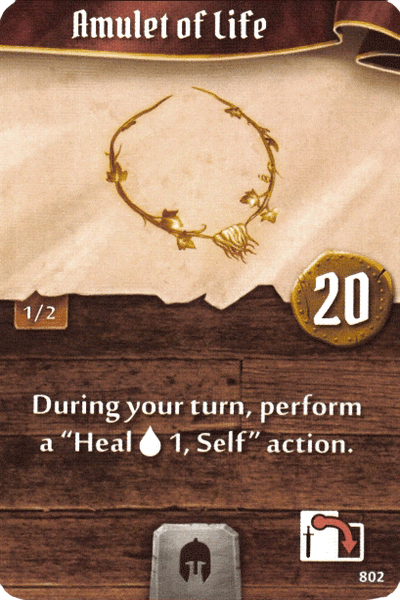 Amulet of Life
20
1/2
During your turn, perform
a “Heal 1, Self” action.
802